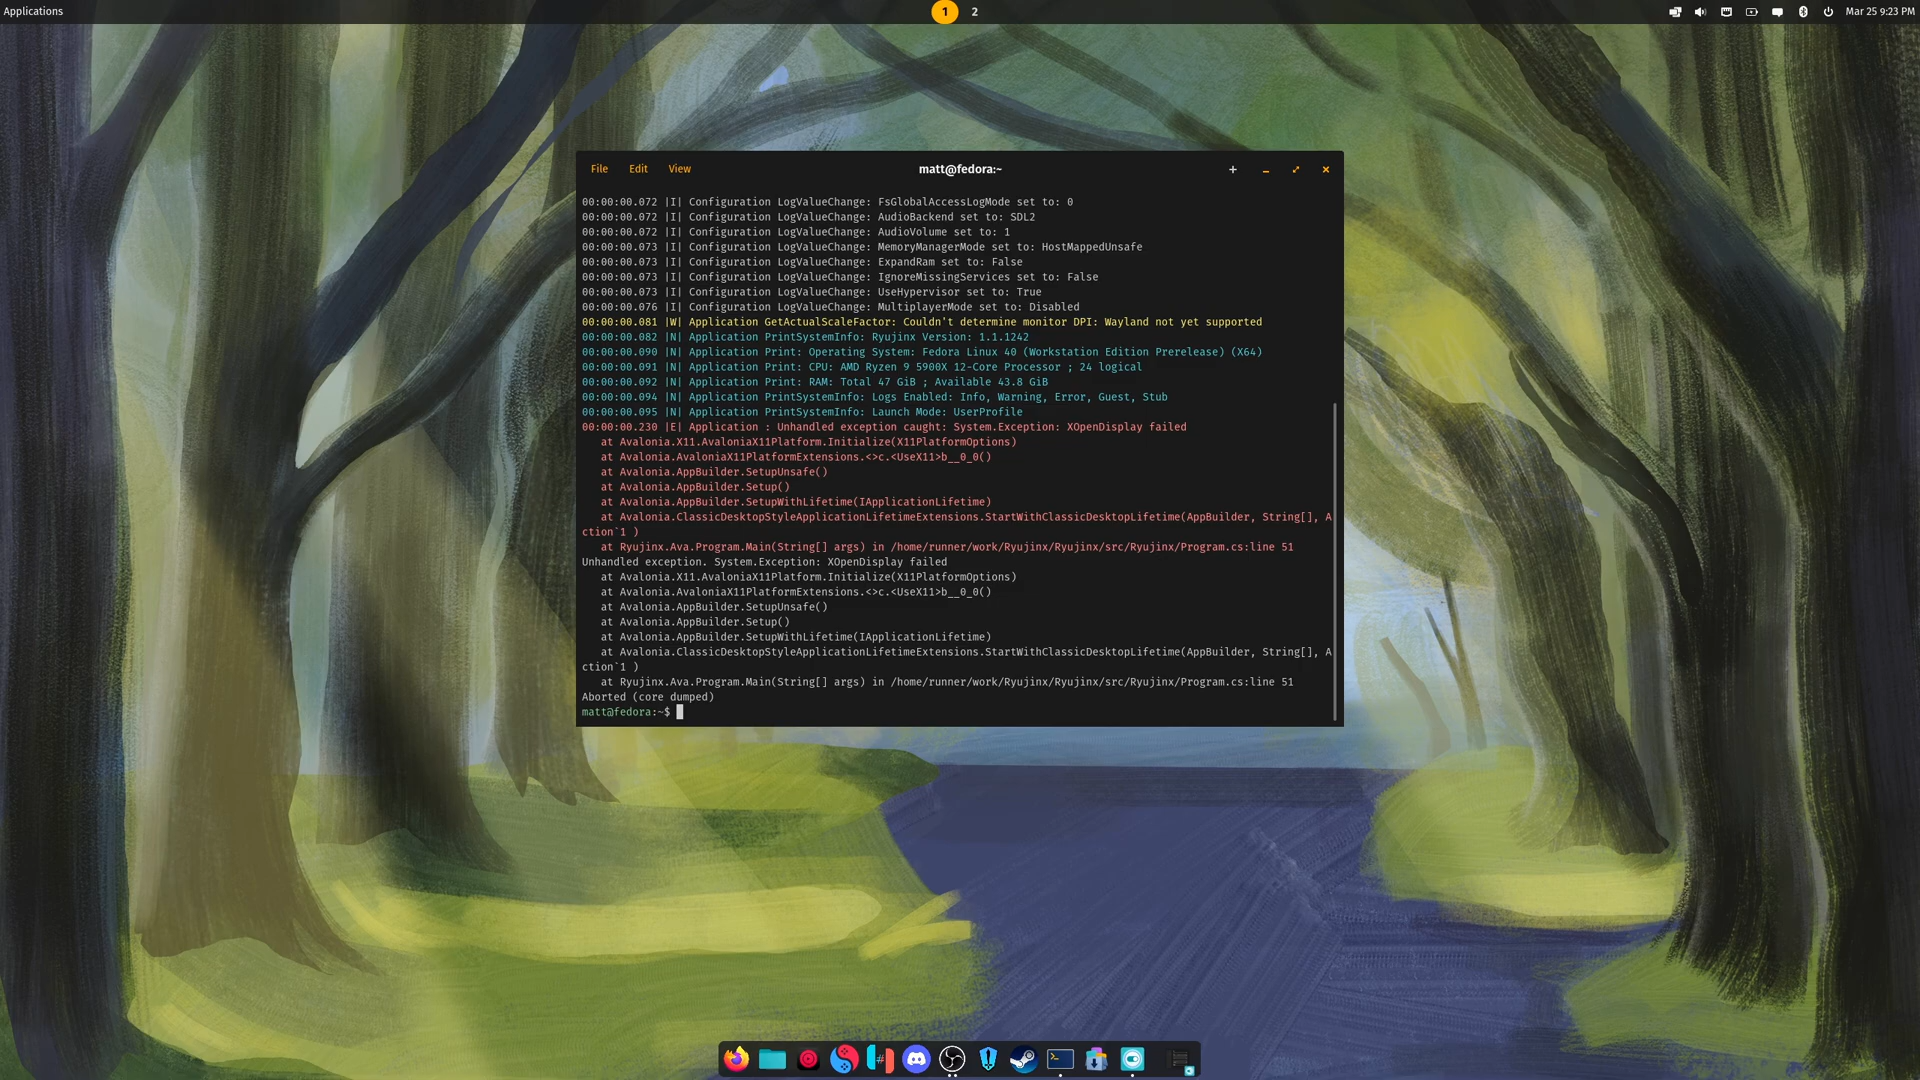 Applications
1
2
Mar 25 9:23 PM
File Edit View
matt@fedora:~
00:00:00.072 |I| Configuration LogValueChange: FsGlobalAccessLogMode set to: 0
00:00:00.072 |I| Configuration LogValueChange: AudioBackend set to: SDL2
00:00:00.072 |I| Configuration LogValueChange: AudioVolume set to: 1
00:00:00.073 |I| Configuration LogValueChange: MemoryManagerMode set to: HostMappedUnsafe
00:00:00.073 |I| Configuration LogValueChange: ExpandRam set to: False
00:00:00.073 |I| Configuration LogValueChange: IgnoreMissingServices set to: False
00:00:00.073 |I| Configuration LogValueChange: UseHypervisor set to: True
00:00:00.076 |I| Configuration LogValueChange: MultiplayerMode set to: Disabled
00:00:00.081 |W| Application GetActualScaleFactor: Couldn't determine monitor DPI: Wayland not yet supported
00:00:00.082 |N| Application PrintSystemInfo: Ryujinx Version: 1.1.1242
00:00:00.090 |N| Application Print: Operating System: Fedora Linux 40 (Workstation Edition Prerelease) (X64)
00:00:00.091 |N| Application Print: CPU: AMD Ryzen 9 5900X 12-Core Processor ; 24 logical
00:00:00.092 |N| Application Print: RAM: Total 47 GiB ; Available 43.8 GiB
00:00:00.094 |N| Application PrintSystemInfo: Logs Enabled: Info, Warning, Error, Guest, Stub
00:00:00.095 |N| Application PrintSystemInfo: Launch Mode: UserProfile
00:00:00.230 |E| Application : Unhandled exception caught: System.Exception: XOpenDisplay failed
at Avalonia.X11.AvaloniaX11Platform.Initialize(X11PlatformOptions)
at Avalonia.AvaloniaX11PlatformExtensions.<>c.<UseX11>b__0_0()
at Avalonia.AppBuilder.SetupUnsafe()
at Avalonia.AppBuilder.Setup()
at Avalonia.AppBuilder.SetupWithLifetime(IApplicationLifetime)
at Avalonia.ClassicDesktopStyleApplicationLifetimeExtensions.StartWithClassicDesktopLifetime(AppBuilder, String[], A
ction`1 )
at Ryujinx.Ava.Program.Main(String[] args) in /home/runner/work/Ryujinx/Ryujinx/src/Ryujinx/Program.cs:line 51
Unhandled exception. System.Exception: XOpenDisplay failed
at Avalonia.X11.AvaloniaX11Platform.Initialize(X11PlatformOptions)
at Avalonia.AvaloniaX11PlatformExtensions.<>c.<UseX11>b__0_0()
at Avalonia.AppBuilder.SetupUnsafe()
at Avalonia.AppBuilder.Setup()
at Avalonia.AppBuilder.SetupWithLifetime(IApplicationLifetime)
at Avalonia.ClassicDesktopStyleApplicationLifetimeExtensions.StartWithClassicDesktopLifetime(AppBuilder, String[], A
ction`1 )
at Ryujinx.Ava.Program.Main(String[] args) in /home/runner/work/Ryujinx/Ryujinx/src/Ryujinx/Program.cs:line 51
Aborted (core dumped)
matt@fedora:~$